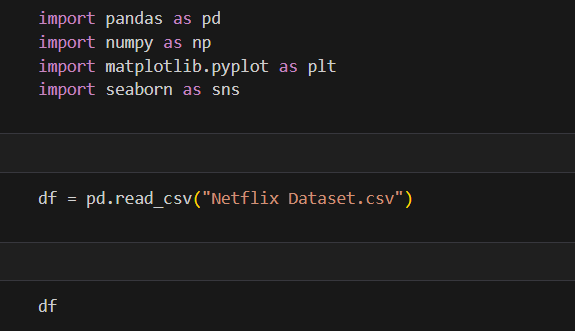 import pandas as pd
import numpy as np
import matplotlib.pyplot as plt
import seaborn as sns
df = pd.read_csv("Netflix Dataset.csv")
df